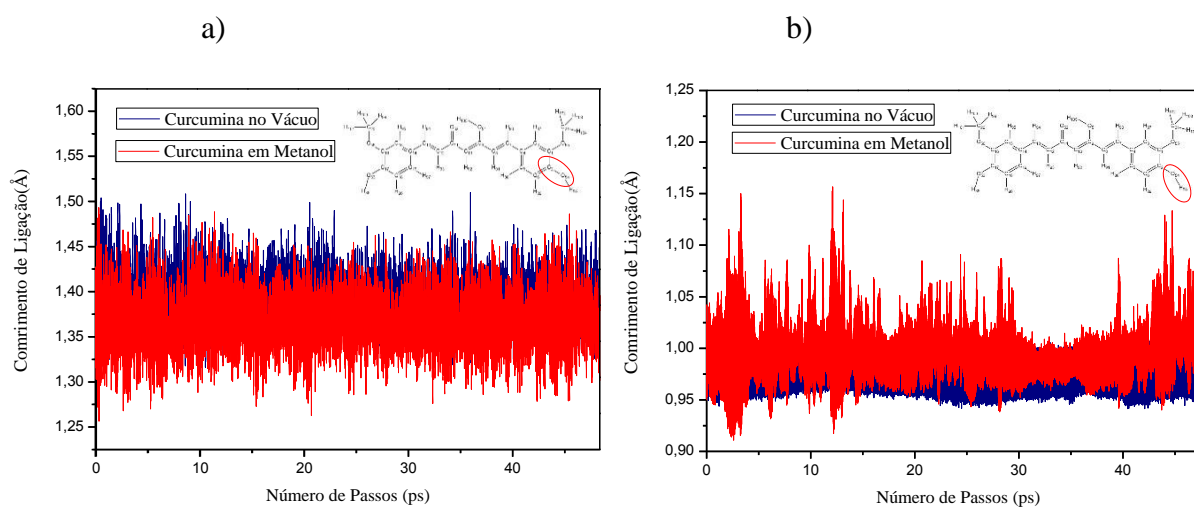 a)
b)
Curcumina no Vácuo
Curcumina em Metanol
Comrimento de Ligação(Å)
1,60
1,55
1,50
1,45
1,40
1,35
1,30
1,25
0
10
20
30
40
Número de Passos (ps)
Curcumina no Vácuo
Curcumina em Metanol
Comrimento de Ligação(Å)
1,25
1,20
1,15
1,10
1,05
1,00
0,95
0,90
0
10
20
30
40
Número de Passos (ps)